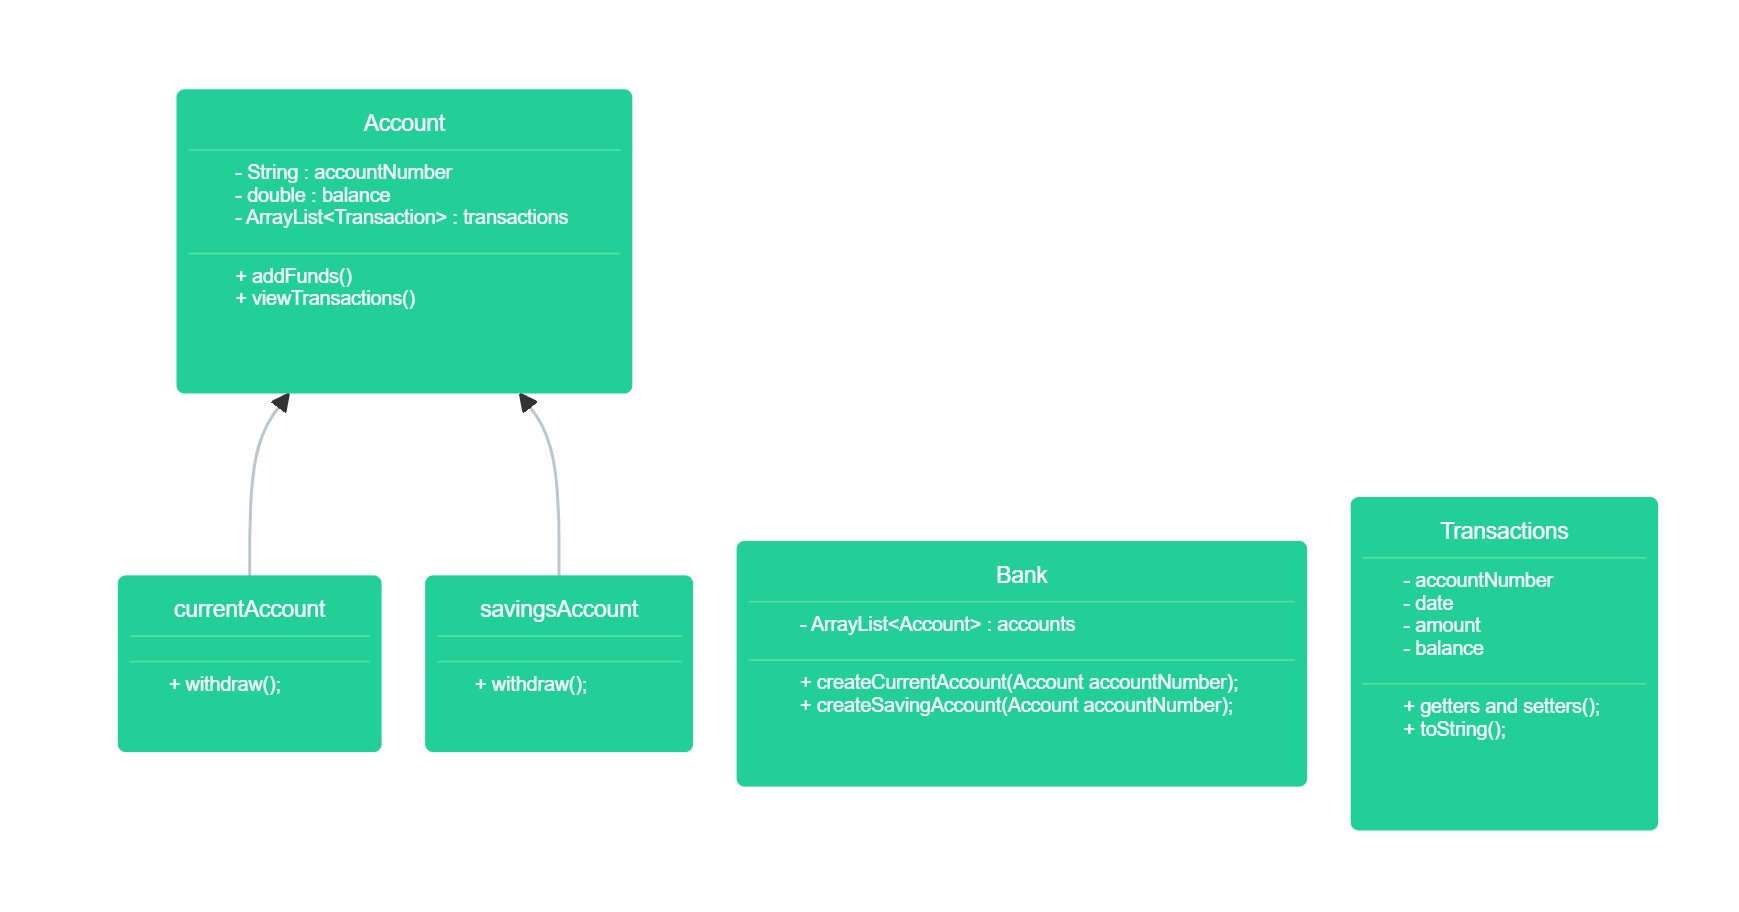 Account
- String : accountNumber
- double : balance
- ArrayList<Transaction> : transactions
+ addFunds()
+ viewTransactions()
currentAccount
+ withdraw();
savingsAccount
+ withdraw();
Bank
- ArrayList<Account> : accounts
+ createCurrentAccount(Account accountNumber);
+ createSavingAccount(Account accountNumber);
Transactions
- accountNumber
- date
- amount
- balance
+ getters and setters();
+ toString();